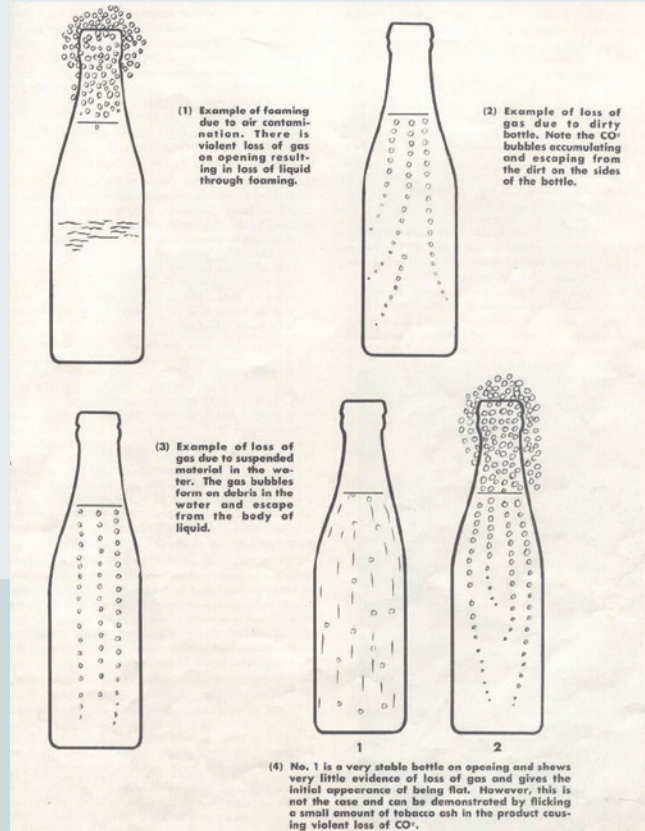 (1) Example of foaming
due to air contami-
nation. There is
violent loss of gas
on opening result-
ing in loss of liquid
through foaming.
(2) Example of loss of
gas due to dirty
bottle. Note the CO²
bubbles accumulating
and escaping from
the dirt on the sides
of the bottle.
(3) Example of loss of
gas due to suspended
material in the wa-
ter. The gas bubbles
form on debris in the
water and escape
from the body of
liquid.
1
2
(4) No. 1 is a very stable bottle on opening and shows
very little evidence of loss of gas and gives the
initial appearance of being flat. However, this is
not the case and can be demonstrated by flicking
a small amount of tobacco ash in the product caus-
ing violent loss of CO².